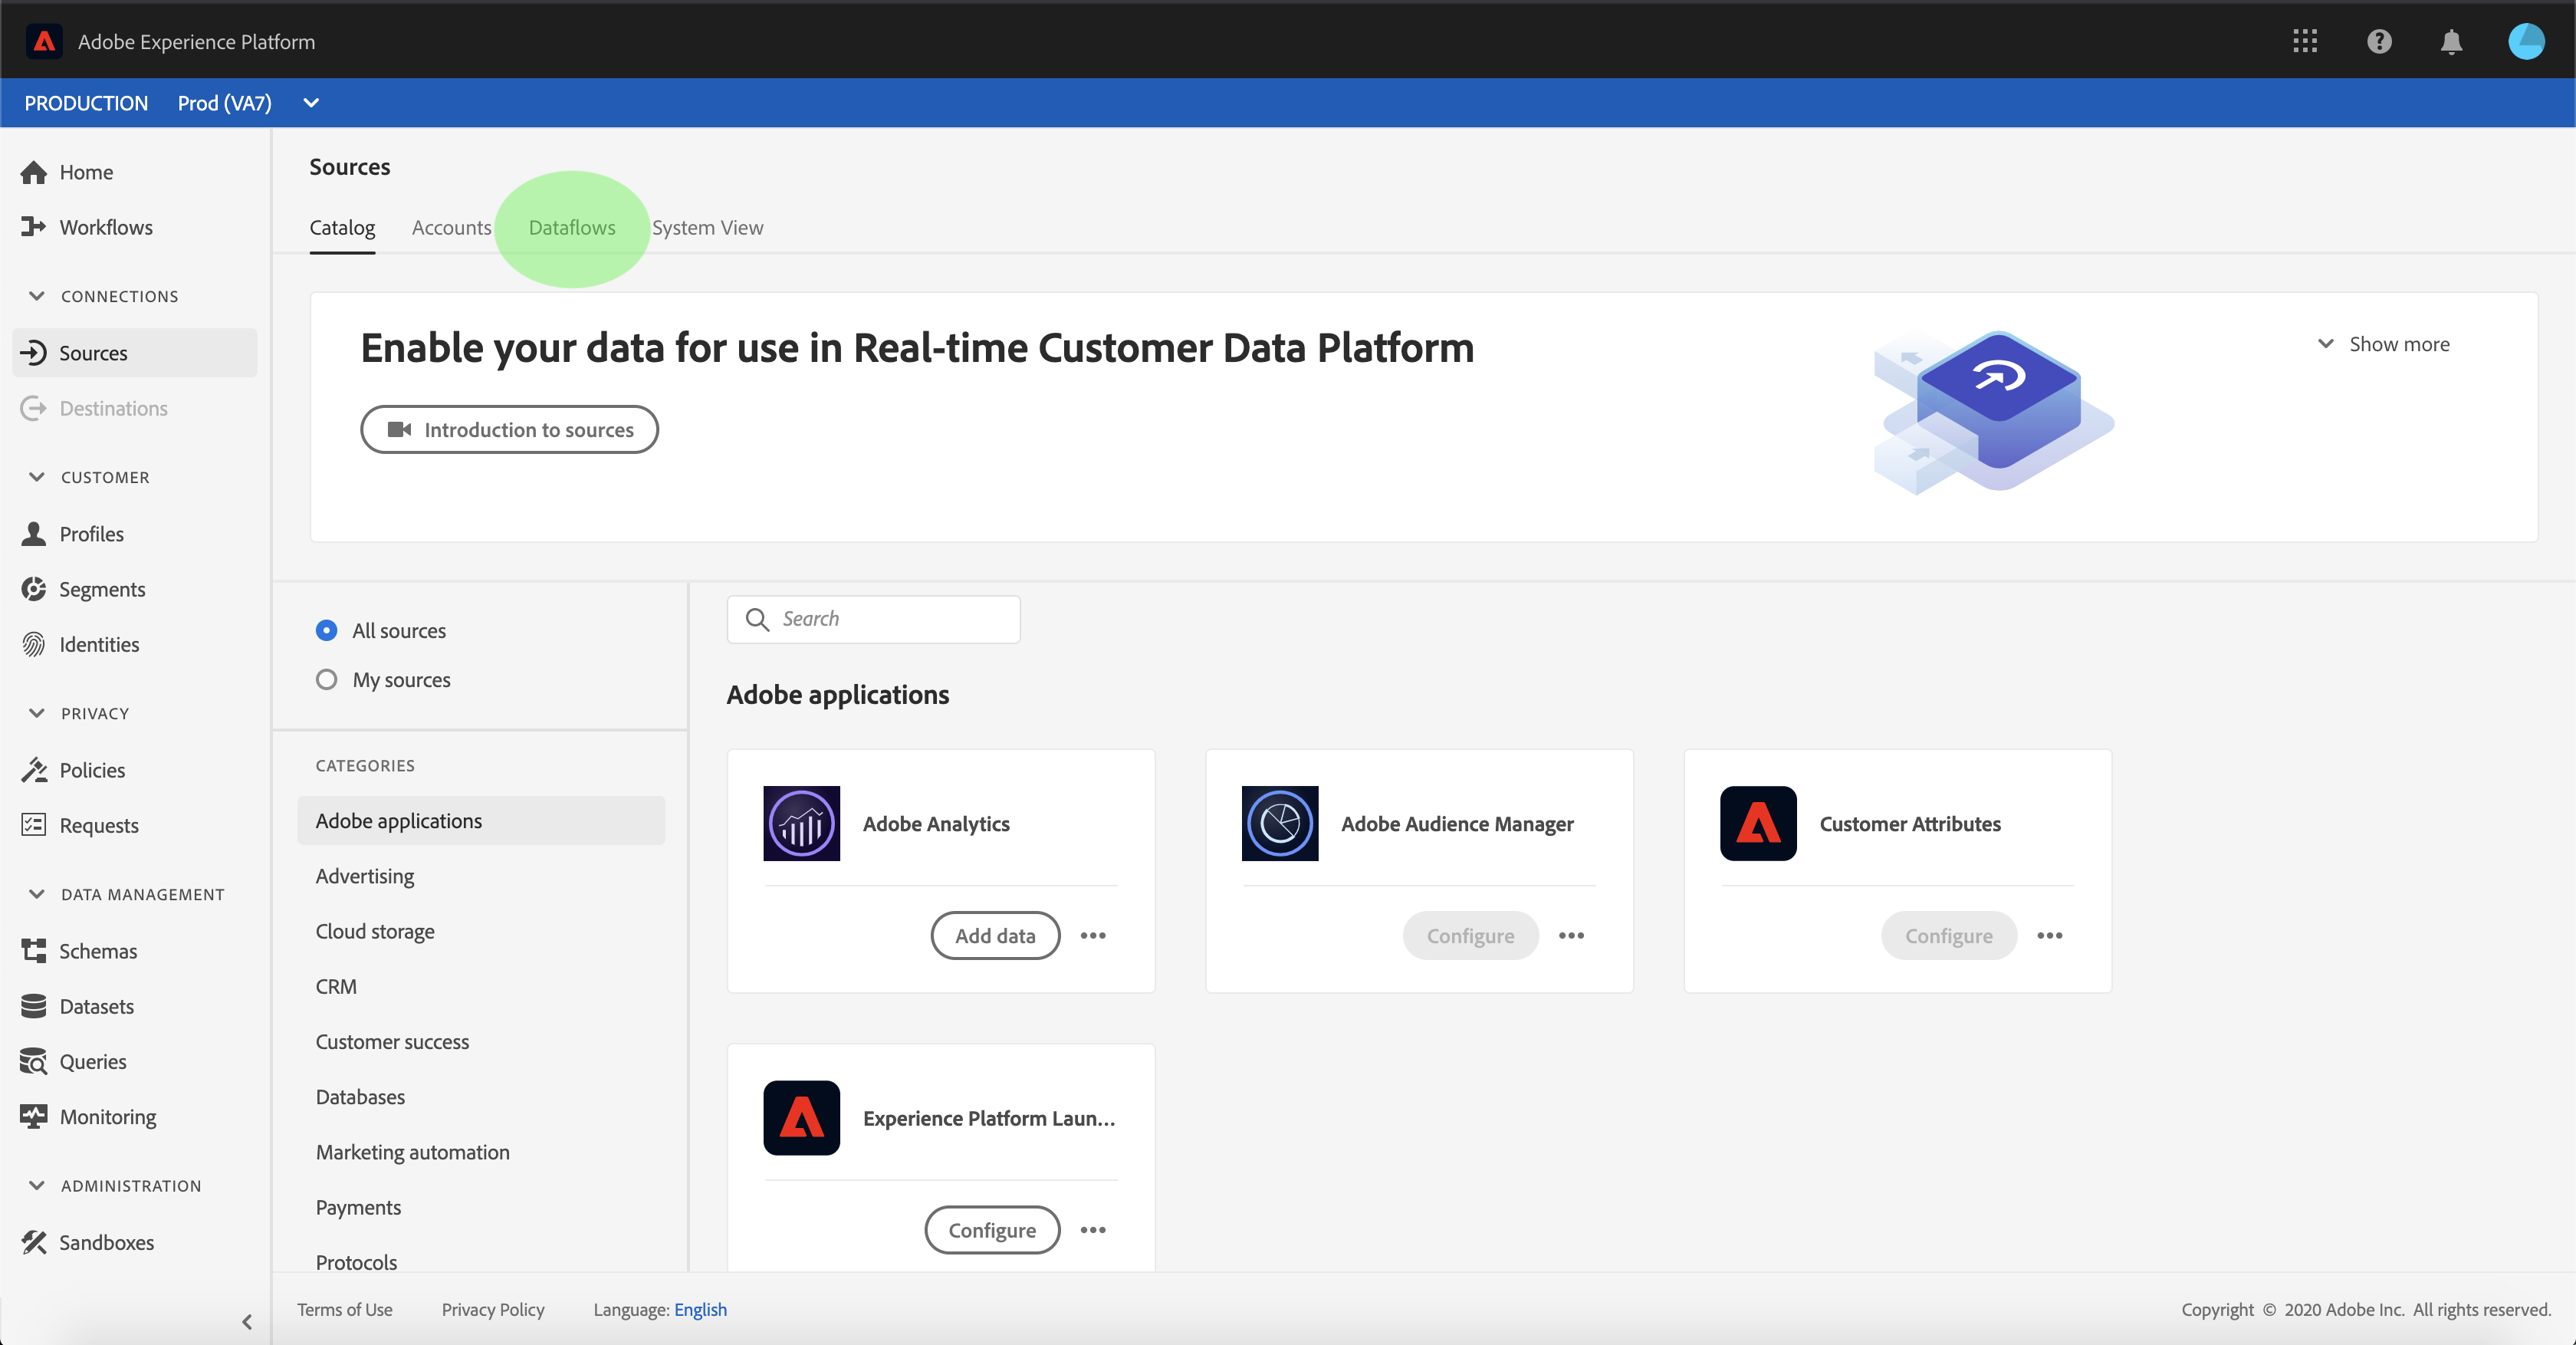 Adobe Experience Platform
PRODUCTION Prod (VA7)
Home
Workflows
CONNECTIONS
Sources
Destinations
CUSTOMER
Profiles
Segments
Identities
PRIVACY
Policies
Requests
DATA MANAGEMENT
Schemas
Datasets
Queries
Monitoring
ADMINISTRATION
Sandboxes
Sources
Catalog Accounts Dataflows System View
Enable your data for use in Real-time Customer Data Platform
Show more
Introduction to sources
All sources
My sources
CATEGORIES
Adobe applications
Advertising
Cloud storage
CRM
Customer success
Databases
Marketing automation
Payments
Protocols
Search
Adobe applications
Adobe Analytics
Add data
Adobe Audience Manager
Configure
Customer Attributes
Configure
Experience Platform Laun...
Configure
Terms of Use Privacy Policy Language: English Copyright © 2020 Adobe Inc. All rights reserved.